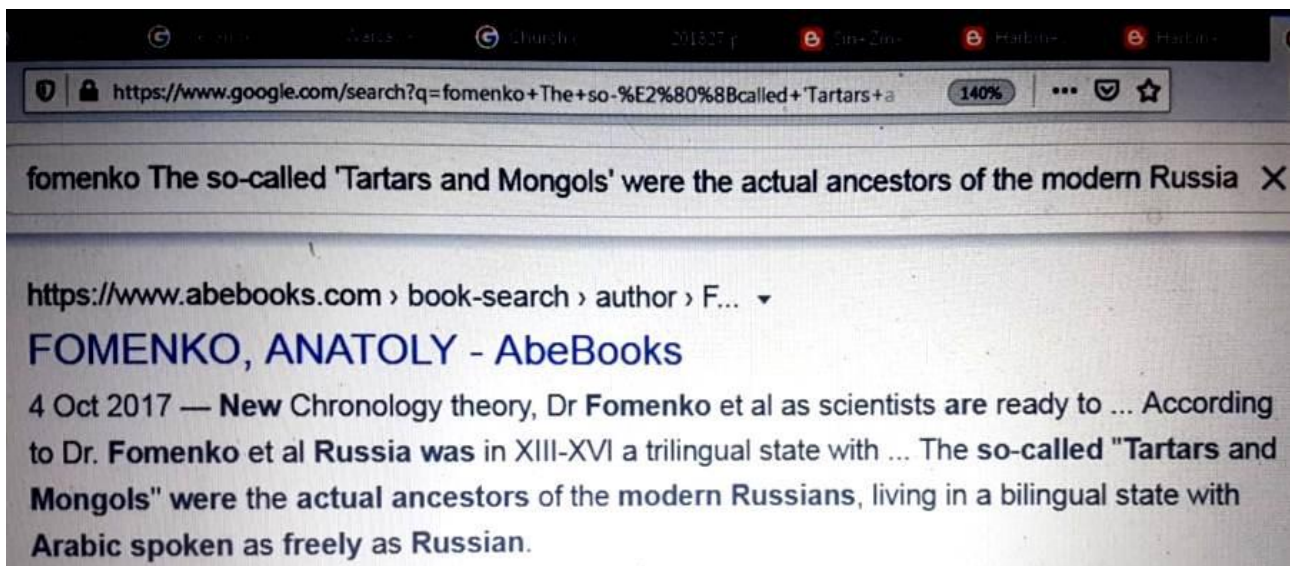 https://www.google.com/search?q=fomenko+The+so-%E2%80%8Bcalled+'Tartars+a 140%
fomenko The so-called 'Tartars and Mongols' were the actual ancestors of the modern Russia X
https://www.abebooks.com › book-search › author › F...
FOMENKO, ANATOLY - AbeBooks
4 Oct 2017 — New Chronology theory, Dr Fomenko et al as scientists are ready to ... According
to Dr. Fomenko et al Russia was in XIII-XVI a trilingual state with ... The so-called "Tartars and
Mongols" were the actual ancestors of the modern Russians, living in a bilingual state with
Arabic spoken as freely as Russian.